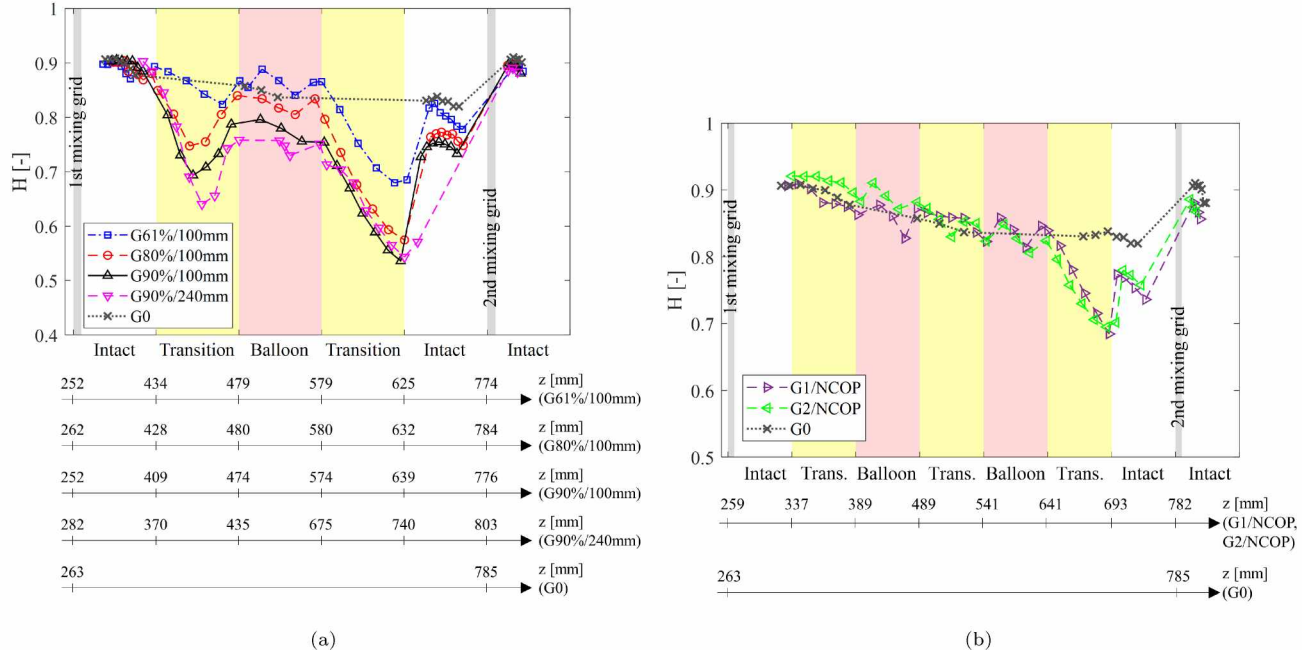 1
0.9
0.8
0.7
0.6
0.5
0.4
H [-]
1st mixing grid
2nd mixing grid
G61%/100mm
G80%/100mm
G90%/100mm
G90%/240mm
G0
Intact Transition Balloon Transition Intact Intact
252 434 479 579 625 774 z [mm]
(G61%/100mm)
262 428 480 580 632 784 z [mm]
(G80%/100mm)
252 409 474 574 639 776 z [mm]
(G90%/100mm)
282 370 435 675 740 803 z [mm]
(G90%/240mm)
263 785 z [mm]
(G0)
(a)
1
0.9
0.8
0.7
0.6
0.5
H [-]
1st mixing grid
2nd mixing grid
G1/NCOP
G2/NCOP
G0
Intact Trans. Balloon Trans. Balloon Trans. Intact Intact
259 337 389 489 541 641 693 782 z [mm]
(G1/NCOP,
G2/NCOP)
263 785 z [mm]
(G0)
(b)